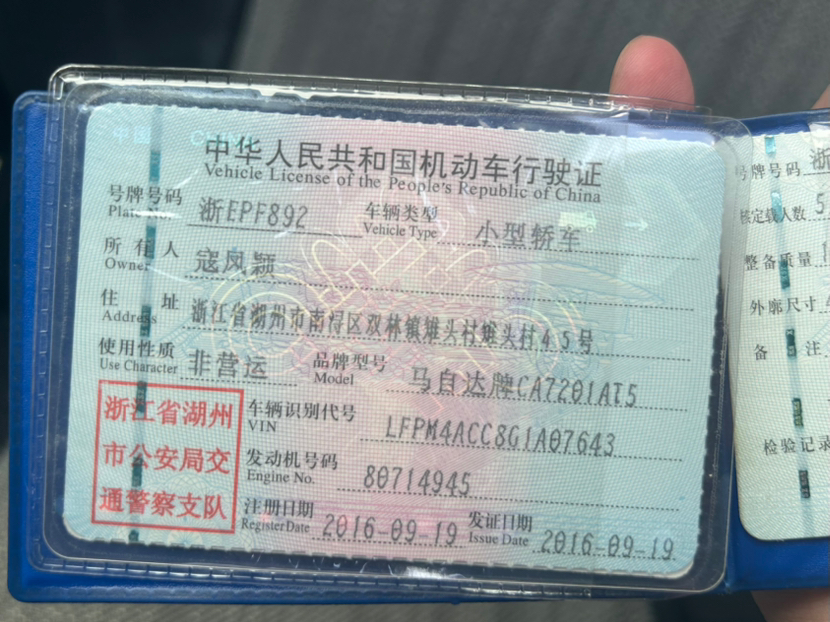 中华人民共和国机动车行驶证
Vehicle License of the People's Republic of China
号牌号码 浙EPF892 车辆类型 小型轿车
Plate No. Vehicle Type
所有人 寇凤颖
Owner
住址 浙江省湖州市南浔区双林镇雉头村雉头村45号
Address
使用性质 非营运 品牌型号 马自达牌CA7201AT5
Use Character Model
浙江省湖州
市公安局交
通警察支队
车辆识别代号 LFPM4ACC8G1A07643
VIN
发动机号码 80714945
Engine No.
注册日期 2016-09-19 发证日期 2016-09-19
Register Date Issue Date
号牌号码 浙
核定载人数 5
整备质量
外廓尺寸
备注
检验记录